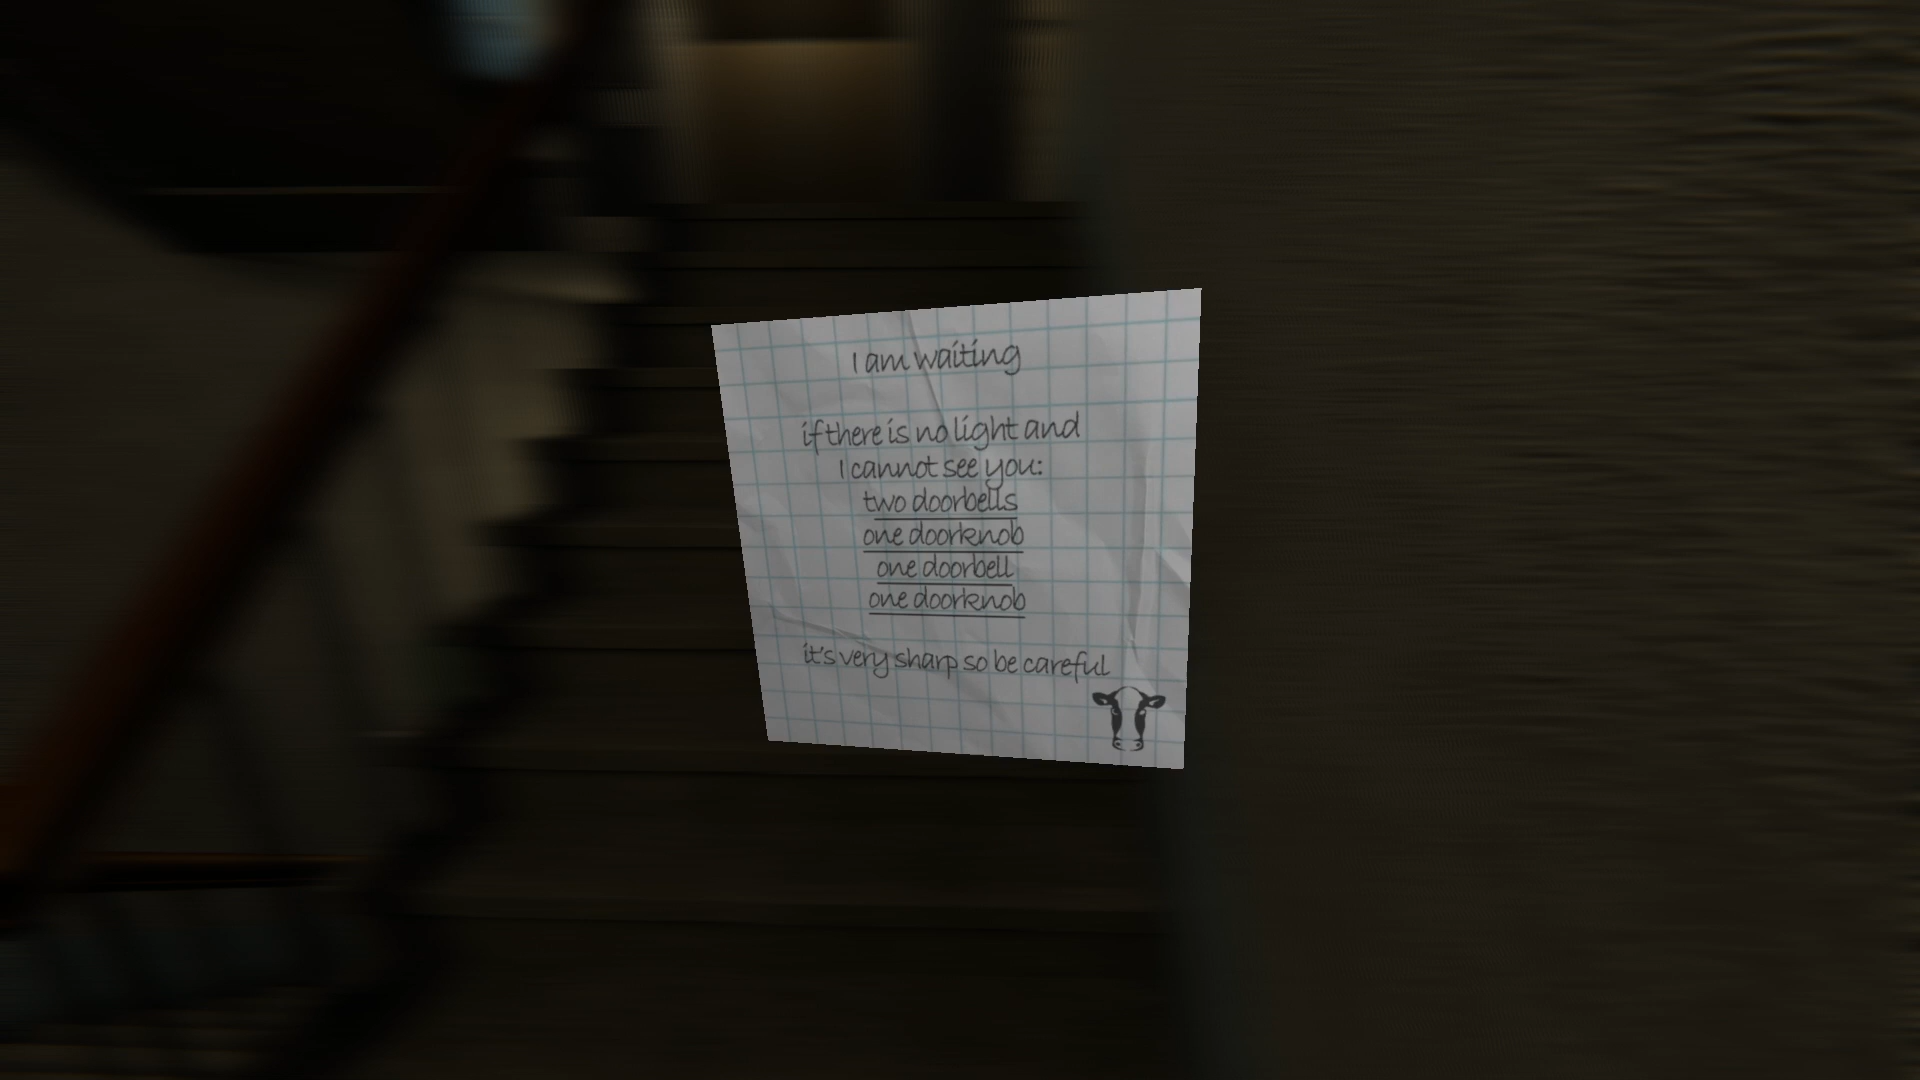 I am waiting
if there is no light and
I cannot see you:
two doorbells
one doorknob
one doorbell
one doorknob
it's very sharp so be careful